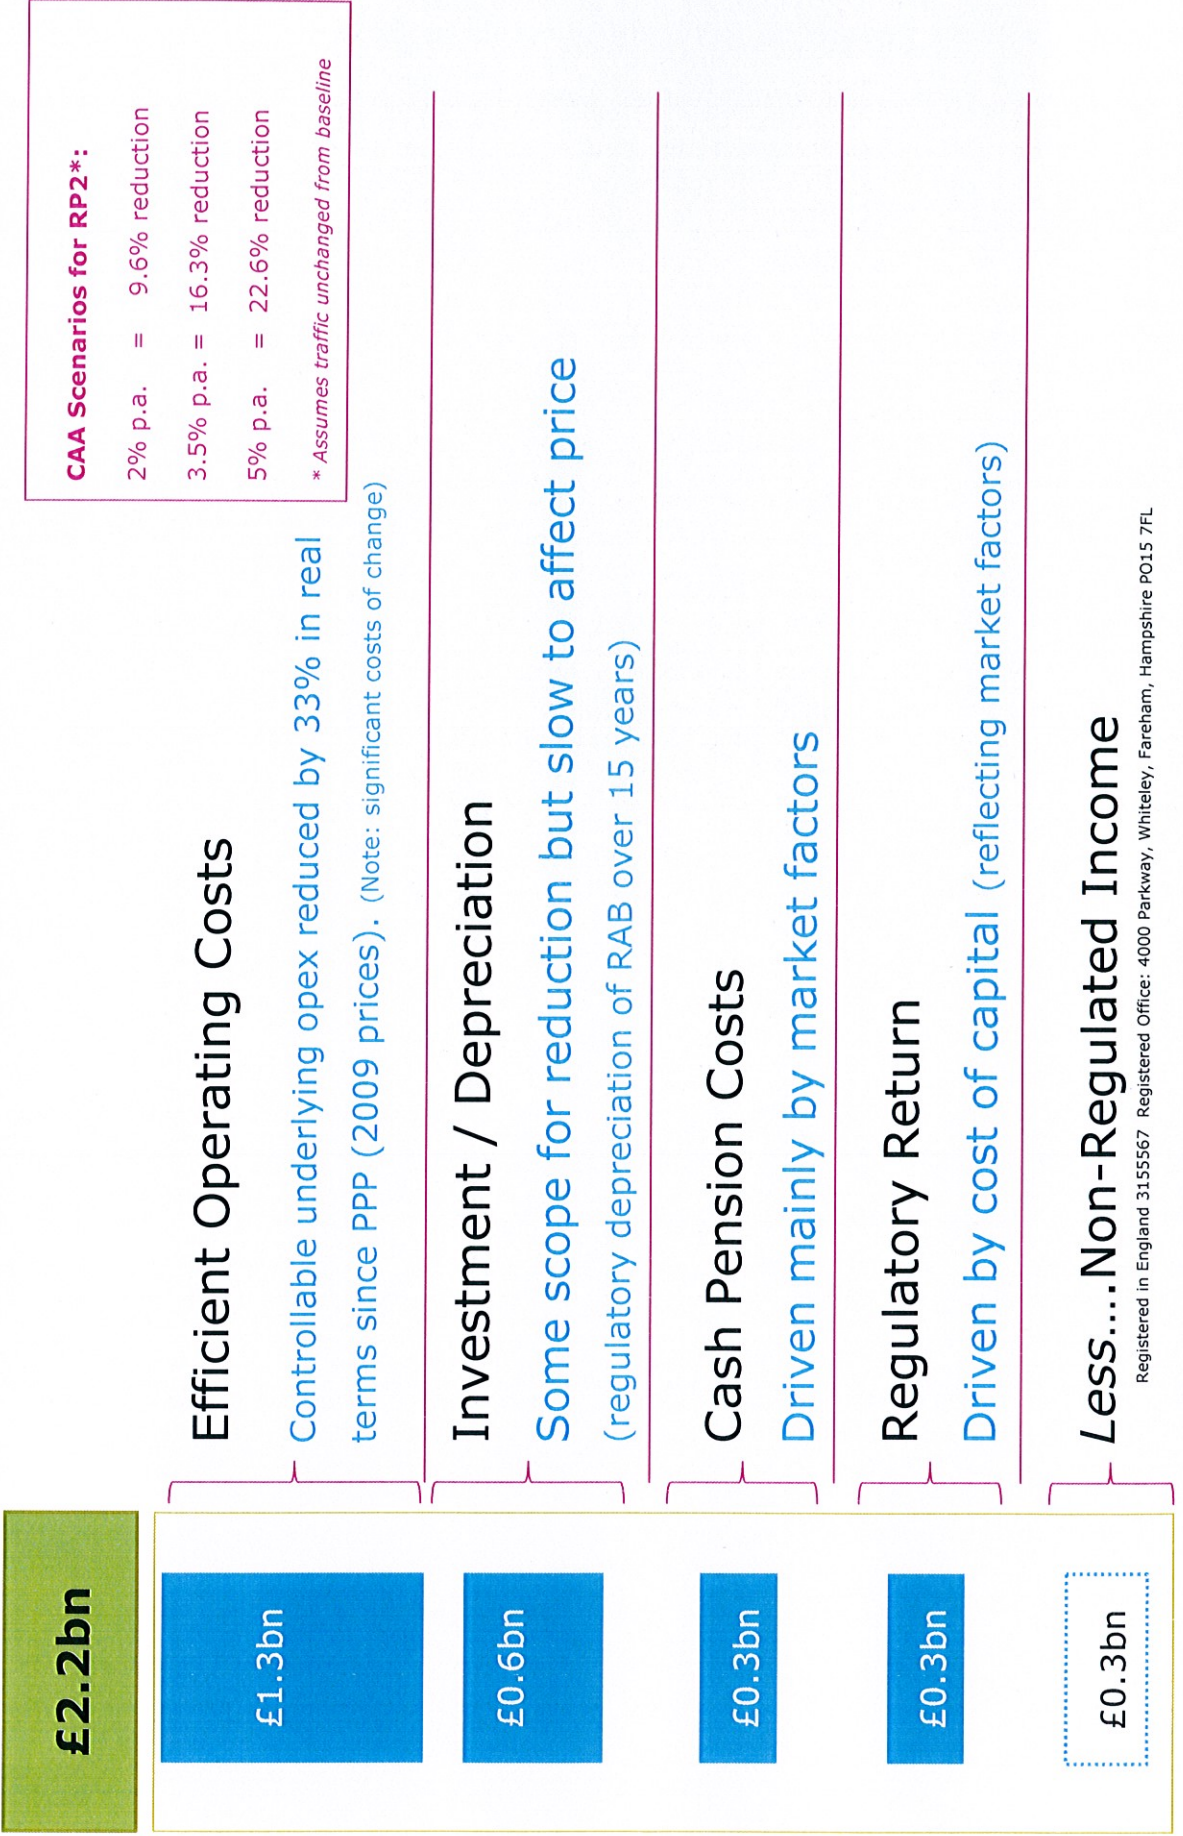 £2.2bn
CAA Scenarios for RP2*:
2% p.a. = 9.6% reduction
3.5% p.a. = 16.3% reduction
5% p.a. = 22.6% reduction
* Assumes traffic unchanged from baseline
£1.3bn
Efficient Operating Costs
Controllable underlying opex reduced by 33% in real
terms since PPP (2009 prices). (Note: significant costs of change)
£0.6bn
Investment / Depreciation
Some scope for reduction but slow to affect price
(regulatory depreciation of RAB over 15 years)
£0.3bn
Cash Pension Costs
Driven mainly by market factors
£0.3bn
Regulatory Return
Driven by cost of capital (reflecting market factors)
£0.3bn
Less....Non-Regulated Income
Registered in England 3155567 Registered Office: 4000 Parkway, Whiteley, Fareham, Hampshire PO15 7FL